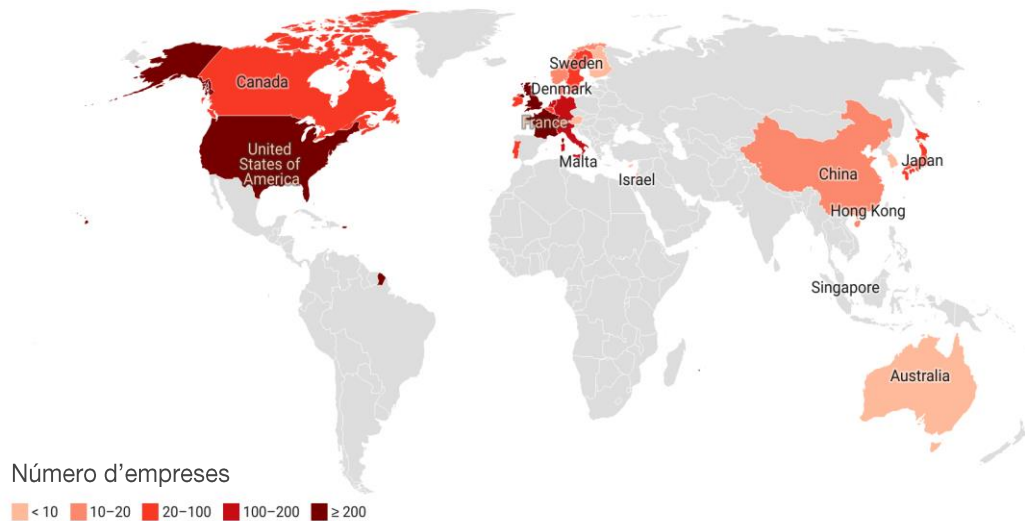 Canada
United
States of
America
Sweden
Denmark
France
Malta
Israel
China
Japan
Hong Kong
Singapore
Australia
Número d'empreses
< 10 10–20 20–100 100–200 ≥ 200